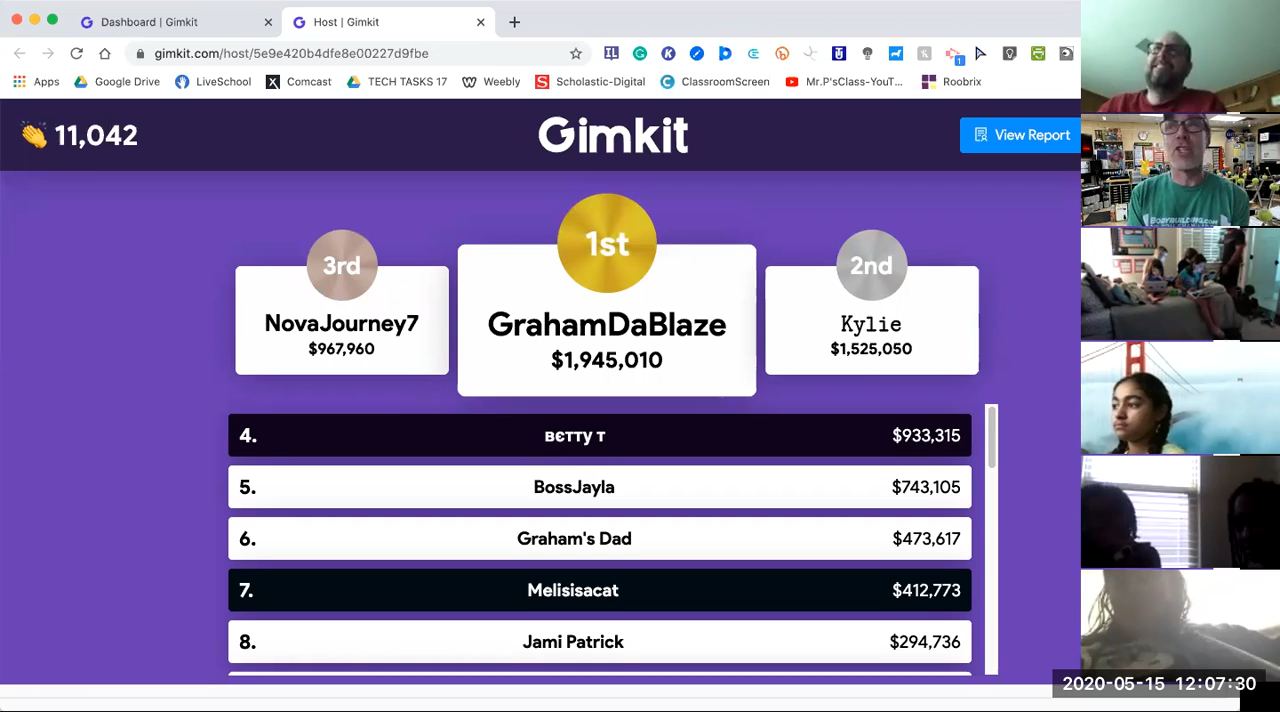 Dashboard | Gimkit
Host | Gimkit
gimkit.com/host/5e9e420b4dfe8e00227d9fbe
Apps
Google Drive
LiveSchool
Comcast
TECH TASKS 17
Weebly
Scholastic-Digital
ClassroomScreen
Mr.P'sClass-YouT...
Roobrix
👏 11,042
Gimkit
View Report
3rd
NovaJourney7
$967,960
1st
GrahamDaBlaze
$1,945,010
2nd
Kylie
$1,525,050
4. вєтту т $933,315
5. BossJayla $743,105
6. Graham's Dad $473,617
7. Melisisacat $412,773
8. Jami Patrick $294,736
BODYBUILDING.COM
2020-05-15 12:07:30